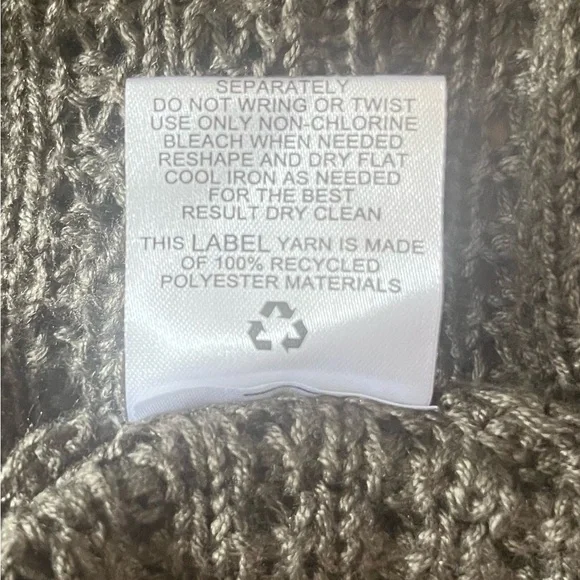 SEPARATELY
DO NOT WRING OR TWIST
USE ONLY NON-CHLORINE
BLEACH WHEN NEEDED
RESHAPE AND DRY FLAT
COOL IRON AS NEEDED
FOR THE BEST
RESULT DRY CLEAN
THIS LABEL YARN IS MADE
OF 100% RECYCLED
POLYESTER MATERIALS